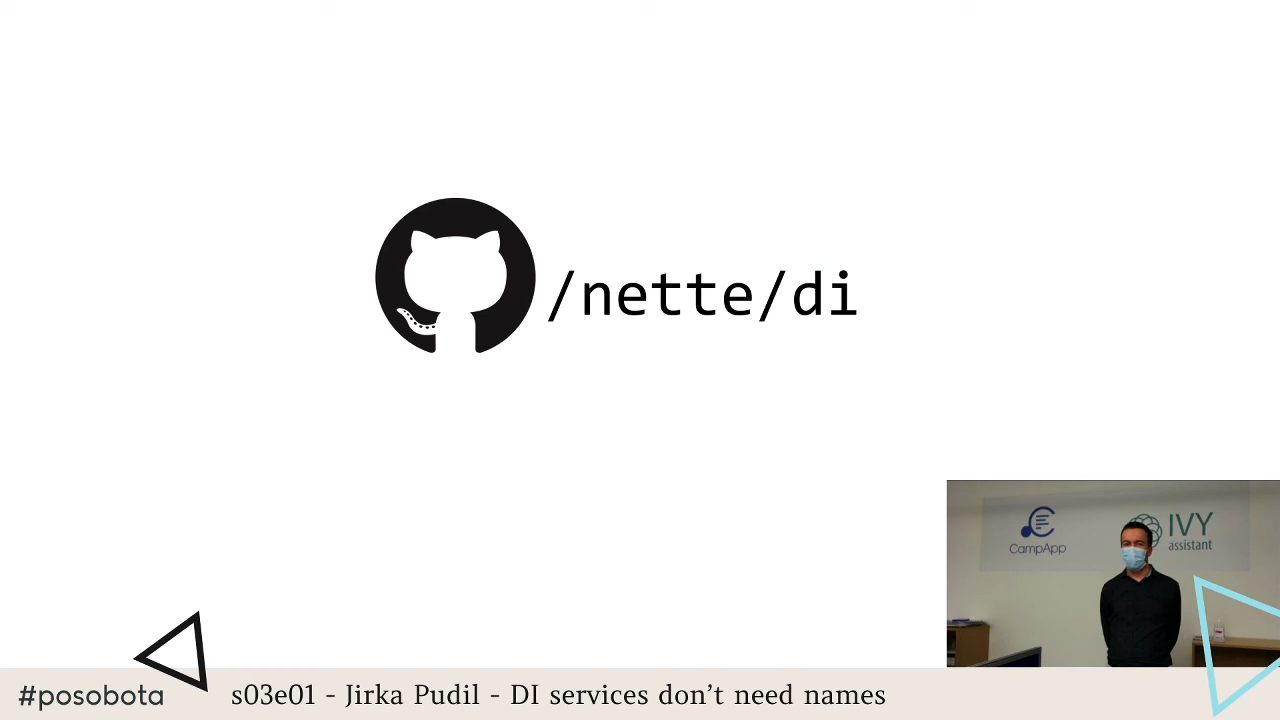 /nette/di
CampApp
IVY
assistant
#posobota
s03e01 - Jirka Pudil - DI services don’t need names